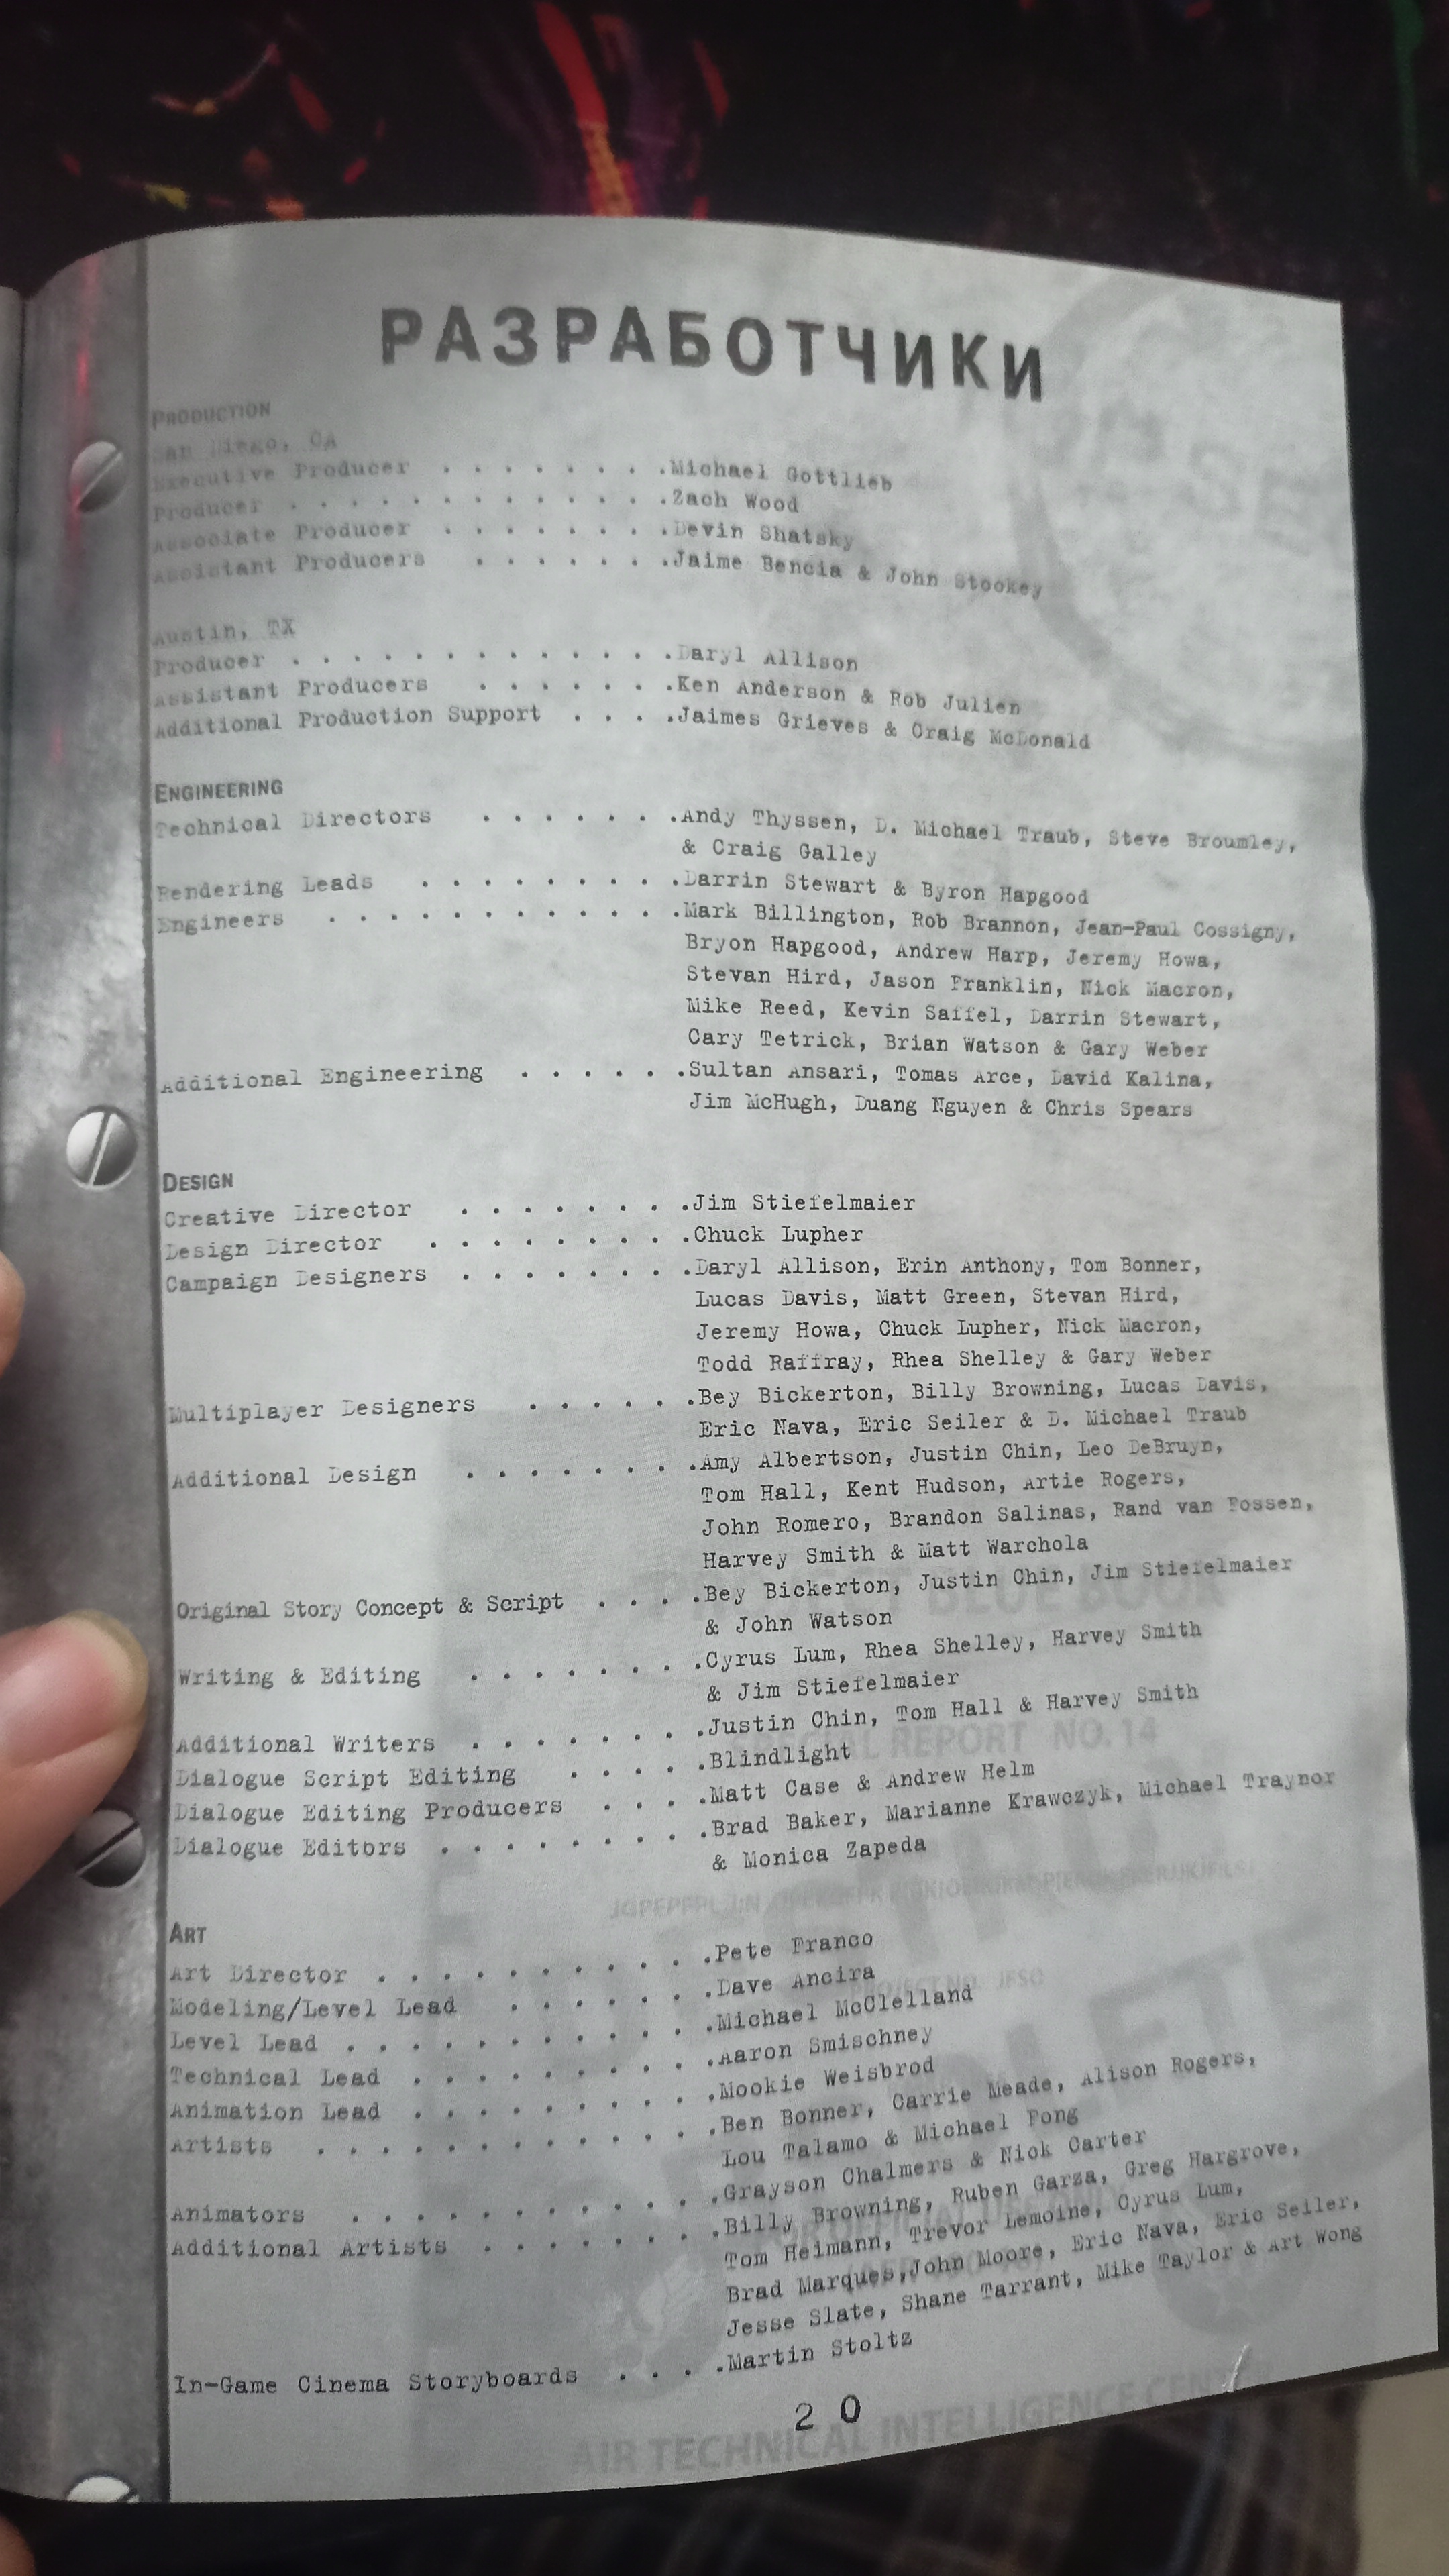 РАЗРАБОТЧИКИ
PRODUCTION
San Diego, CA
Executive Producer . . . . . . . .Michael Gottlieb
Producer . . . . . . . . . . . . .Zach Wood
Associate Producer . . . . . . . .Devin Shatsky
Assistant Producers . . . . . . .Jaime Bencia & John Stookey
Austin, TX
Producer . . . . . . . . . . . . .Daryl Allison
Assistant Producers . . . . . . .Ken Anderson & Rob Julien
Additional Production Support . . . .Jaimes Grieves & Craig McDonald
ENGINEERING
Technical Directors . . . . . . .Andy Thyssen, D. Michael Traub, Steve Broumley,
& Craig Galley
Rendering Leads . . . . . . . . .Darrin Stewart & Byron Hapgood
Engineers . . . . . . . . . . . .Mark Billington, Rob Brannon, Jean-Paul Cossigny,
Bryon Hapgood, Andrew Harp, Jeremy Howa,
Stevan Hird, Jason Franklin, Nick Macron,
Mike Reed, Kevin Saffel, Darrin Stewart,
Cary Tetrick, Brian Watson & Gary Weber
Additional Engineering . . . . . .Sultan Ansari, Tomas Arce, David Kalina,
Jim McHugh, Duang Nguyen & Chris Spears
DESIGN
Creative Director . . . . . . . .Jim Stiefelmaier
Design Director . . . . . . . . .Chuck Lupher
Campaign Designers . . . . . . . .Daryl Allison, Erin Anthony, Tom Bonner,
Lucas Davis, Matt Green, Stevan Hird,
Jeremy Howa, Chuck Lupher, Nick Macron,
Todd Raffray, Rhea Shelley & Gary Weber
Multiplayer Designers . . . . . .Bey Bickerton, Billy Browning, Lucas Davis,
Eric Nava, Eric Seiler & D. Michael Traub
Additional Design . . . . . . . .Amy Albertson, Justin Chin, Leo DeBruyn,
Tom Hall, Kent Hudson, Artie Rogers,
John Romero, Brandon Salinas, Rand van Fossen,
Harvey Smith & Matt Warchola
Original Story Concept & Script . . . .Bey Bickerton, Justin Chin, Jim Stiefelmaier
& John Watson
Writing & Editing . . . . . . . .Cyrus Lum, Rhea Shelley, Harvey Smith
& Jim Stiefelmaier
Additional Writers . . . . . . . .Justin Chin, Tom Hall & Harvey Smith
Dialogue Script Editing . . . . .Blindlight
Dialogue Editing Producers . . . .Matt Case & Andrew Helm
Dialogue Editors . . . . . . . . .Brad Baker, Marianne Krawczyk, Michael Traynor
& Monica Zapeda
ART
Art Director . . . . . . . . . . .Pete Franco
Modeling/Level Lead . . . . . . .Dave Ancira
Level Lead . . . . . . . . . . . .Michael McClelland
Technical Lead . . . . . . . . . .Aaron Smischney
Animation Lead . . . . . . . . . .Mookie Weisbrod
Artists . . . . . . . . . . . . .Ben Bonner, Carrie Meade, Alison Rogers,
Lou Talamo & Michael Fong
Animators . . . . . . . . . . . .Grayson Chalmers & Nick Carter
Additional Artists . . . . . . . .Billy Browning, Ruben Garza, Greg Hargrove,
Tom Heimann, Trevor Lemoine, Cyrus Lum,
Brad Marques,John Moore, Eric Nava, Eric Seiler,
Jesse Slate, Shane Tarrant, Mike Taylor & Art Wong
In-Game Cinema Storyboards . . . .Martin Stoltz
20
REPORT NO.14
AIR TECHNICAL INTELLIGENCE